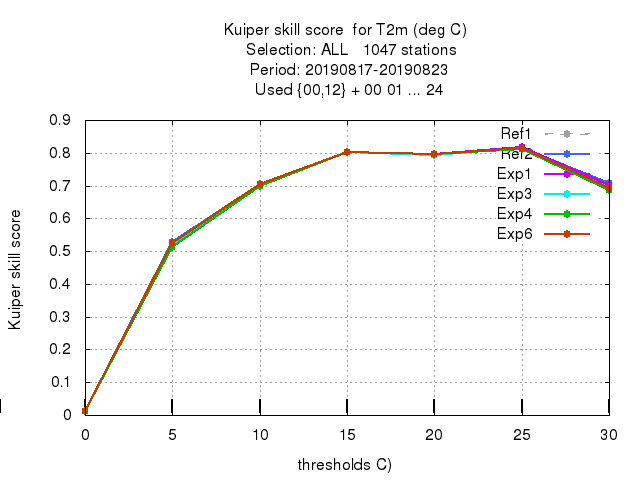 Kuiper skill score  for T2m (deg C)
Selection: ALL   1047 stations
Period: 20190817-20190823
Used {00,12} + 00 01 ... 24
0.9
0.8
0.7
0.6
0.5
0.4
0.3
0.2
0.1
0
Kuiper skill score
Ref1
Ref2
Exp1
Exp3
Exp4
Exp6
0 5 10 15 20 25 30
thresholds C)